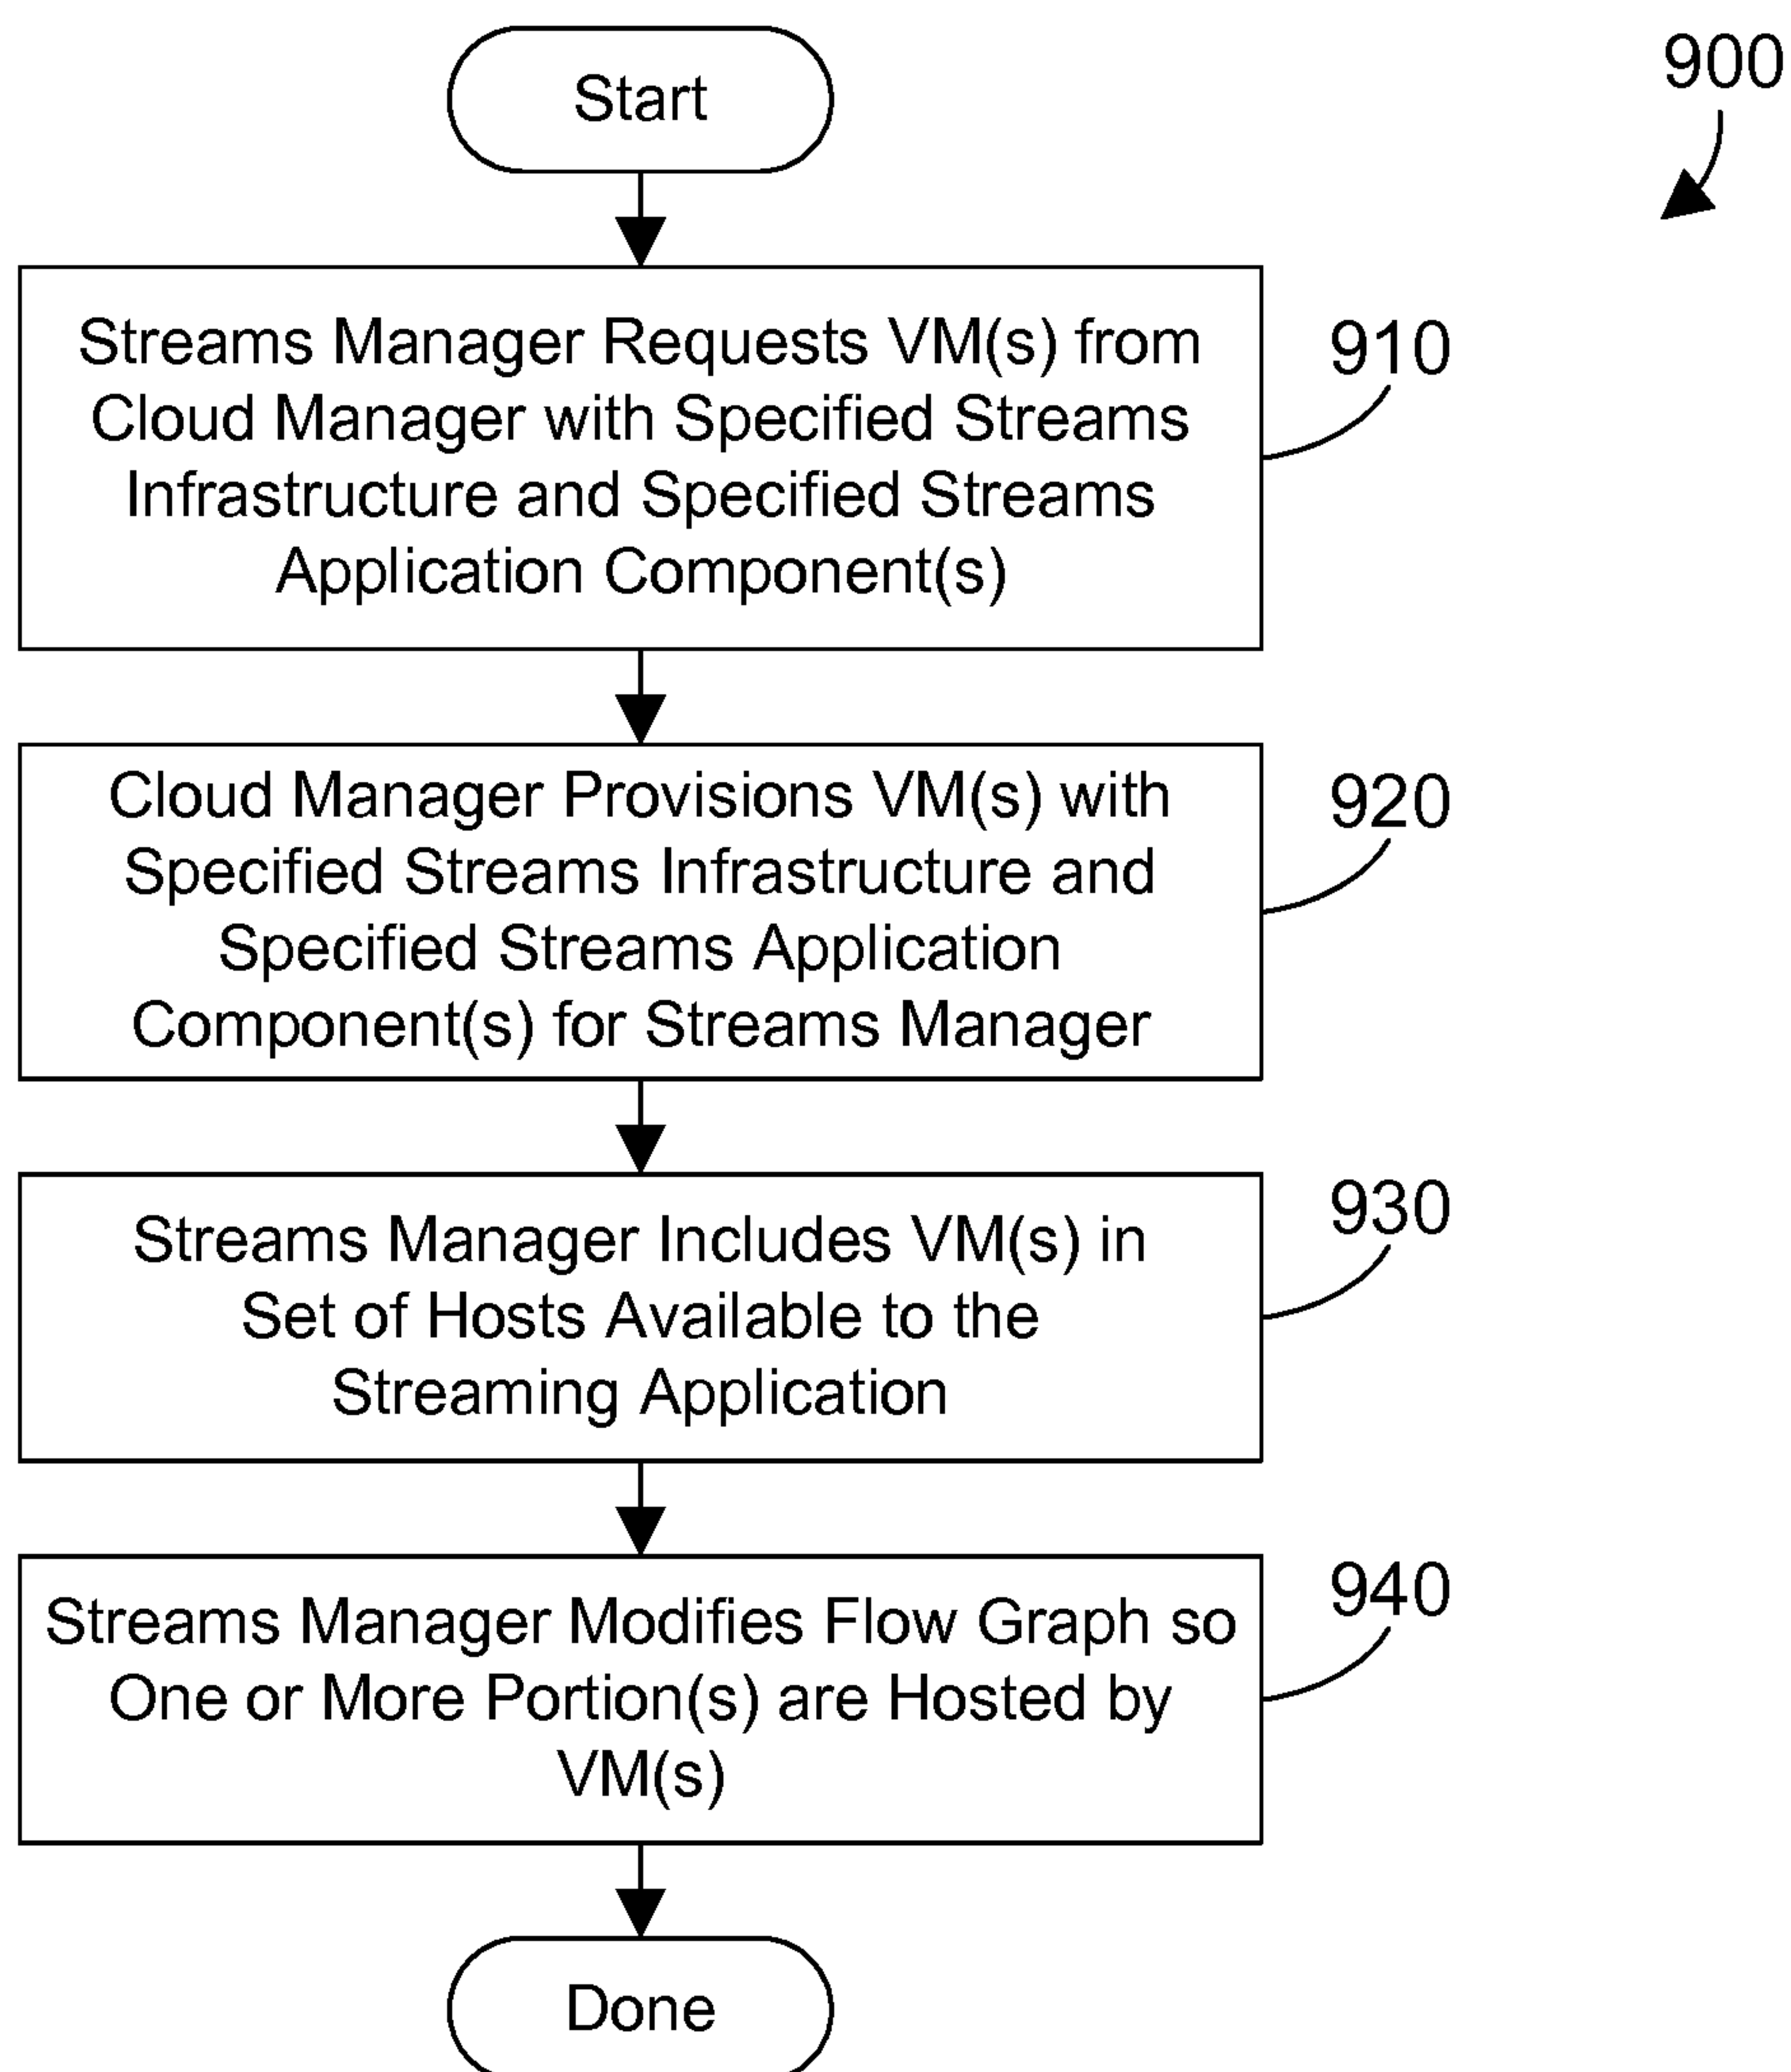 Start
900
Streams Manager Requests VM(s) from
Cloud Manager with Specified Streams
Infrastructure and Specified Streams
Application Component(s)
910
Cloud Manager Provisions VM(s) with
Specified Streams Infrastructure and
Specified Streams Application
Component(s) for Streams Manager
920
Streams Manager Includes VM(s) in
Set of Hosts Available to the
Streaming Application
930
Streams Manager Modifies Flow Graph so
One or More Portion(s) are Hosted by
VM(s)
940
Done